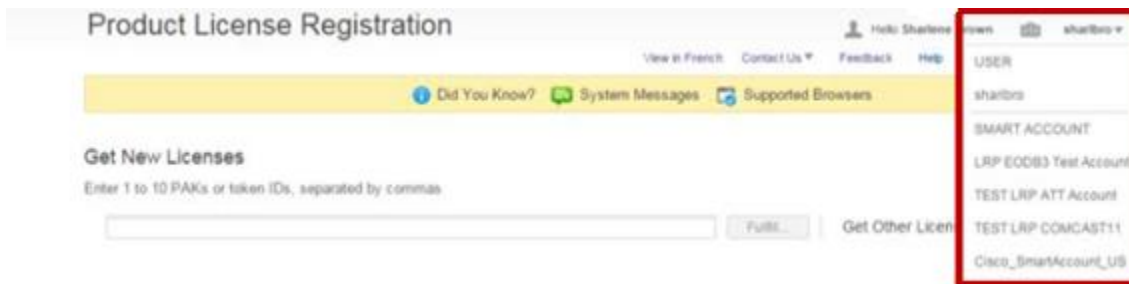 Product License Registration
Hello Sharlene Brown sharlbro
View in French Contact Us Feedback Help
Did You Know? System Messages Supported Browsers
Get New Licenses
Enter 1 to 10 PAKs or token IDs, separated by commas
Fulfill...
Get Other Licen
USER
sharlbro
SMART ACCOUNT
LRP EODB3 Test Account
TEST LRP ATT Account
TEST LRP COMCAST11
Cisco_SmartAccount_US